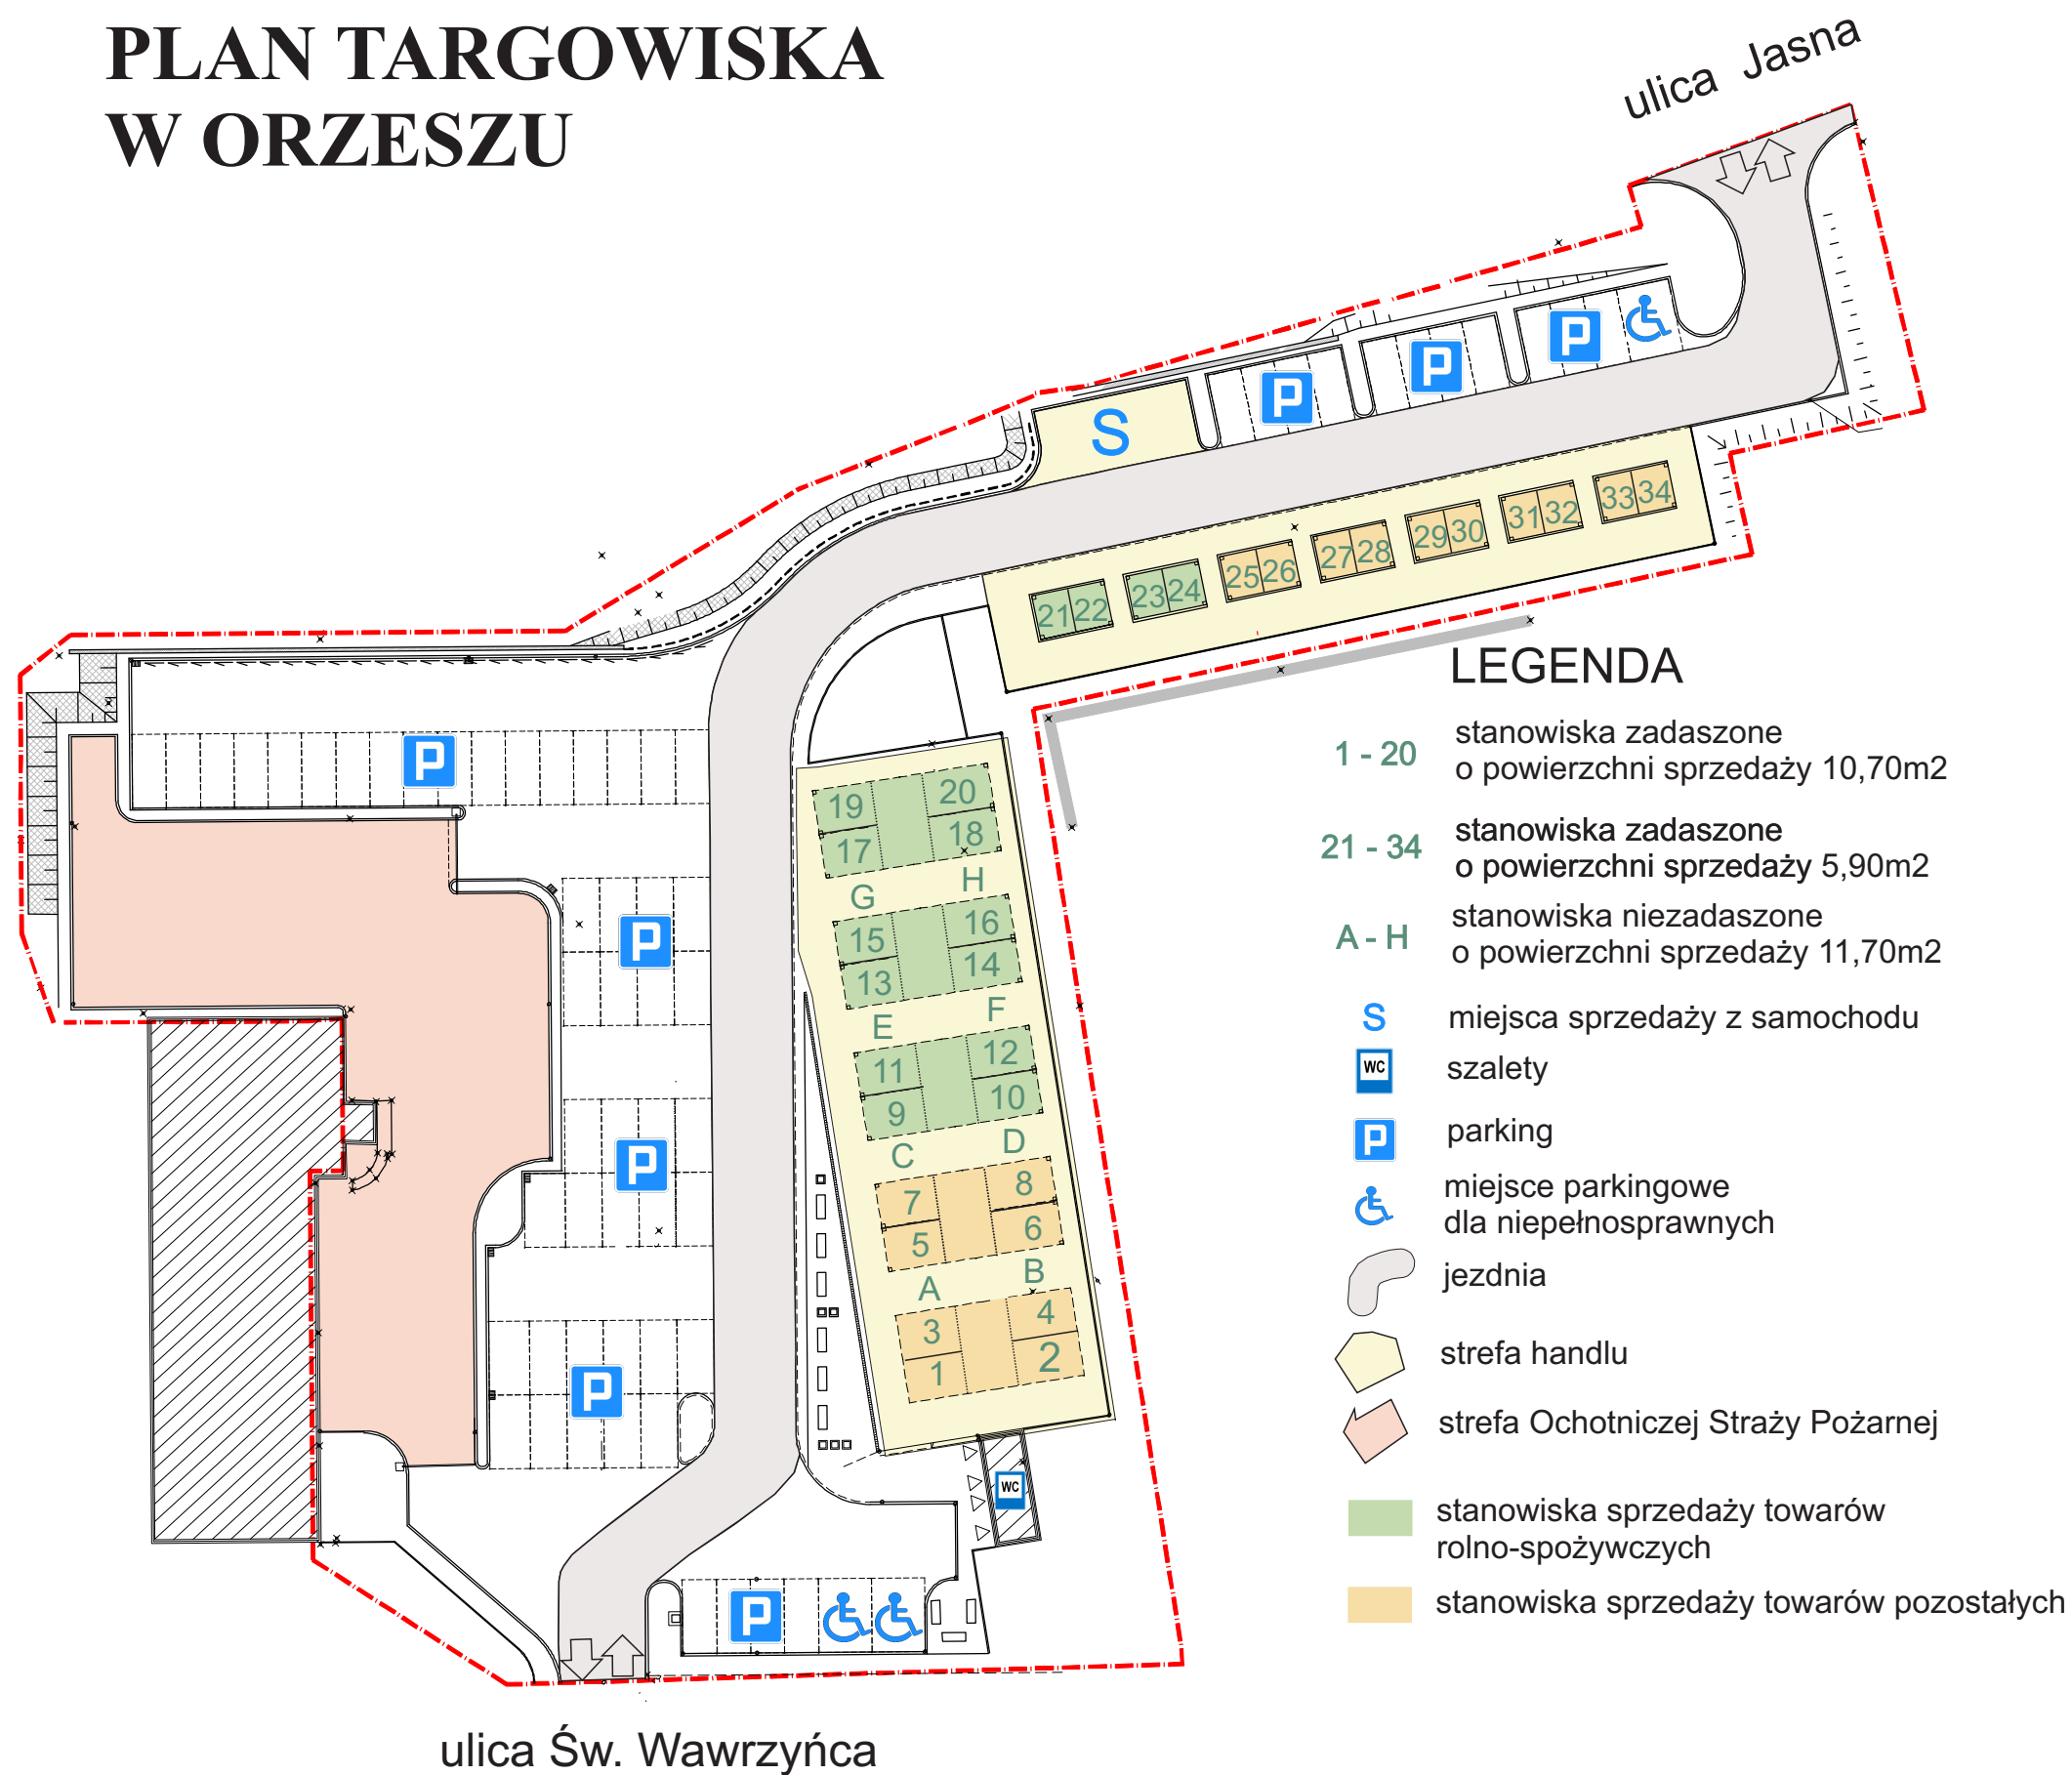 PLAN TARGOWISKA
W ORZESZU
ulica Jasna
P
P
P
S
33 34
31 32
29 30
27 28
25 26
23 24
21 22
P
19 20
17 18
G H
15 16
13 14
E F
11 12
9 10
C D
7 8
5 6
A B
3 4
1 2
P
P
P
WC
P
ulica Św. Wawrzyńca
LEGENDA
1 - 20
stanowiska zadaszone
o powierzchni sprzedaży 10,70m2
21 - 34
stanowiska zadaszone
o powierzchni sprzedaży 5,90m2
A - H
stanowiska niezadaszone
o powierzchni sprzedaży 11,70m2
S miejsca sprzedaży z samochodu
WC szalety
P parking
miejsce parkingowe
dla niepełnosprawnych
jezdnia
strefa handlu
strefa Ochotniczej Straży Pożarnej
stanowiska sprzedaży towarów
rolno-spożywczych
stanowiska sprzedaży towarów pozostałych